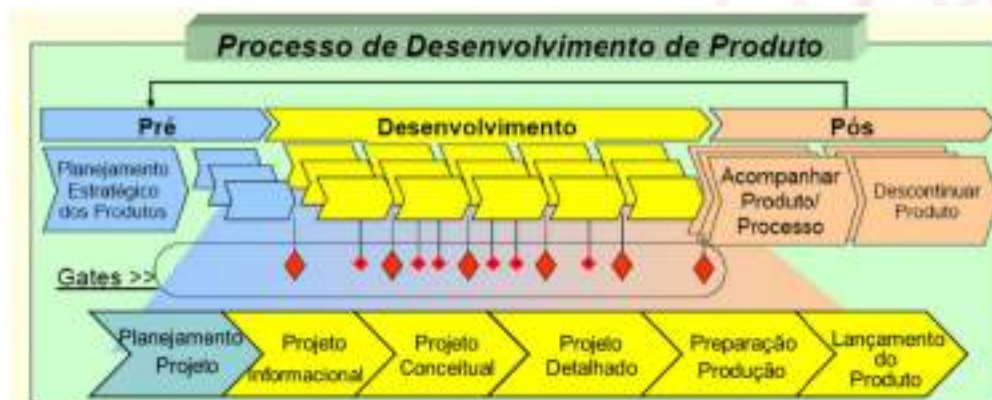 Processo de Desenvolvimento de Produto
Pré
Desenvolvimento
Pós
Planejamento
Estratégico
dos Produtos
Acompanhar
Produto/
Processo
Descontinuar
Produto
Gates >>
Planejamento
Projeto
Projeto
Informacional
Projeto
Conceitual
Projeto
Detalhado
Preparação
Produção
Lançamento
do
Produto